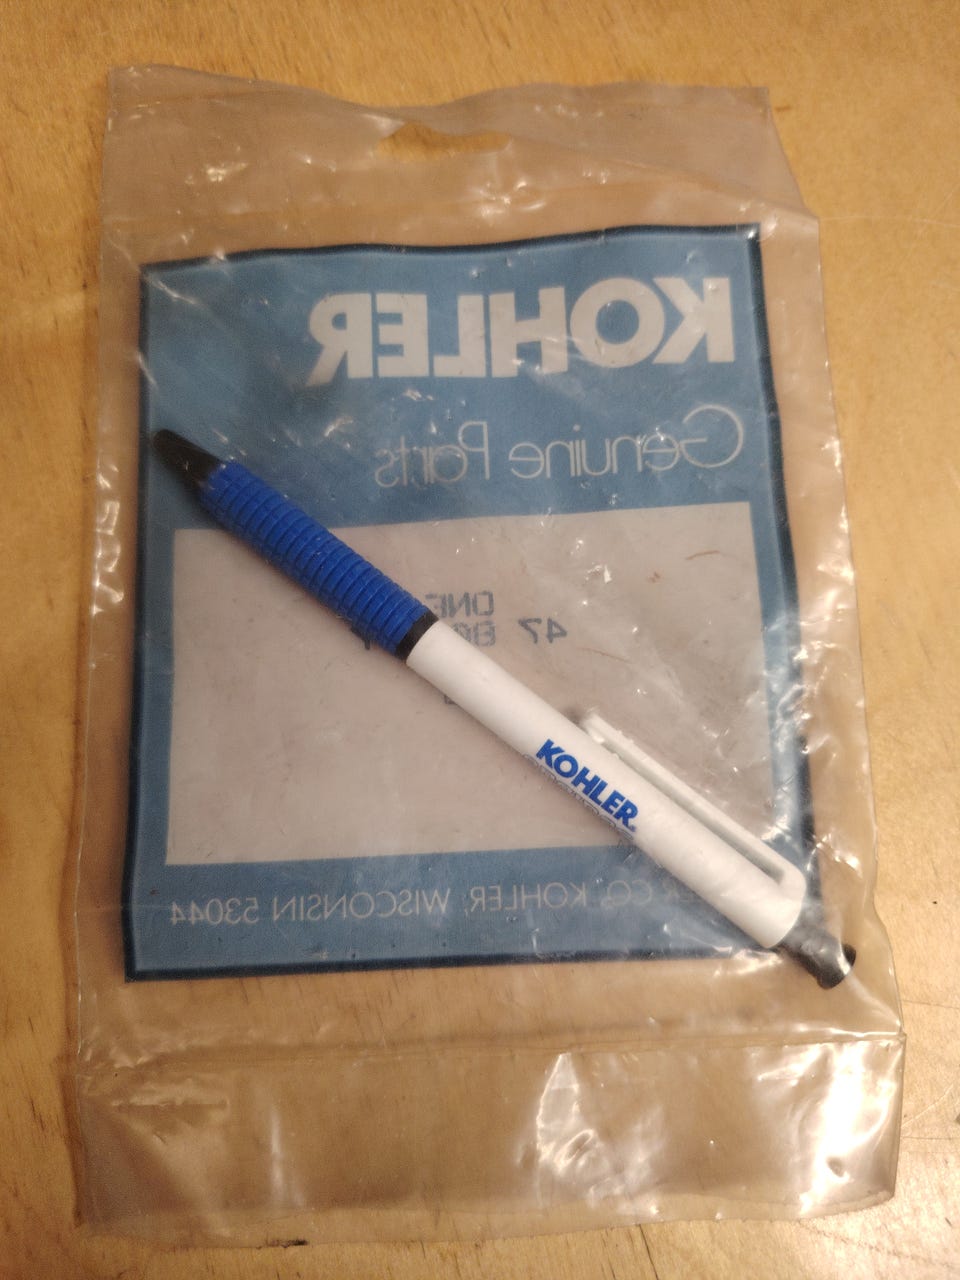 KOHLER
Genuine Parts
ONE
47
KOHLER
CO., KOHLER, WISCONSIN 53044